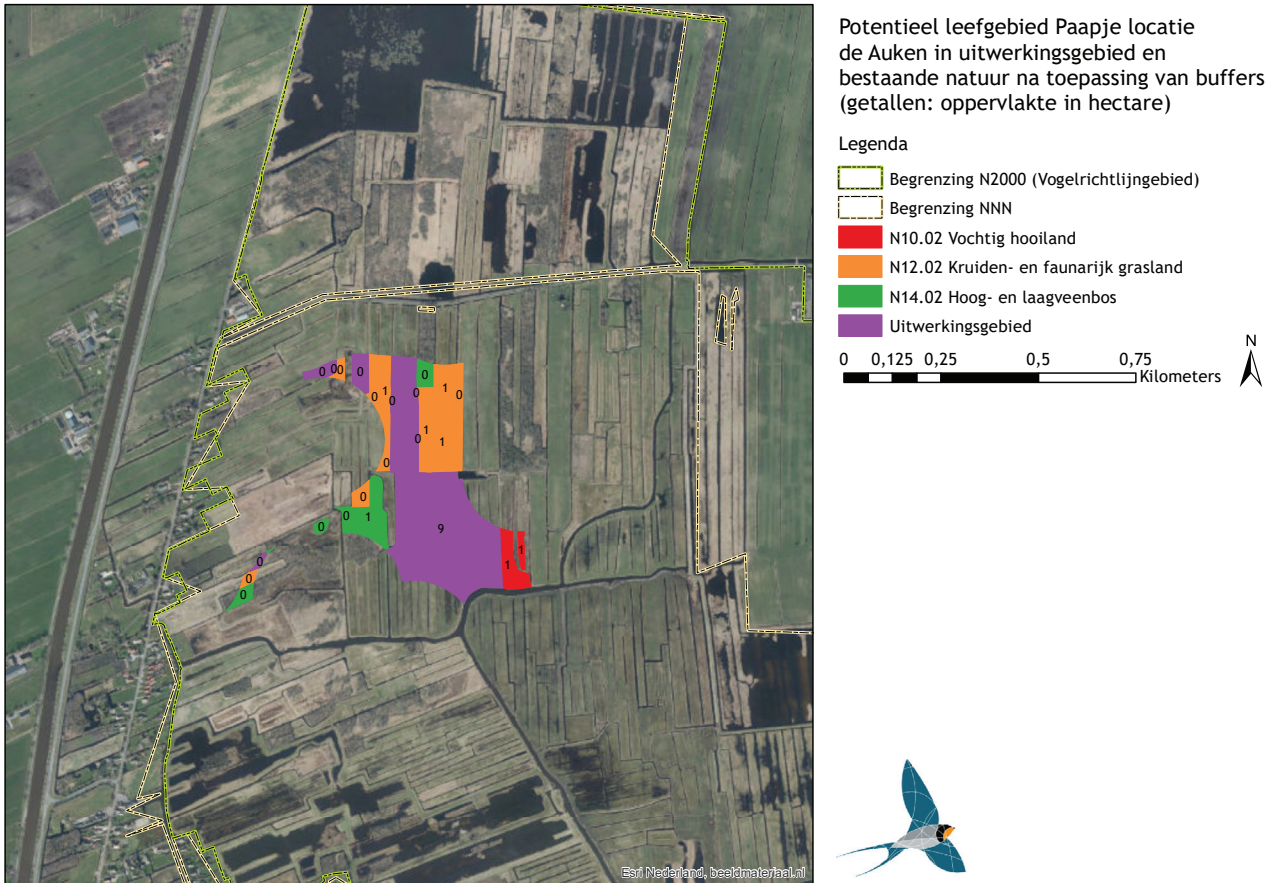 Potentieel leefgebied Paapje locatie
de Auken in uitwerkingsgebied en
bestaande natuur na toepassing van buffers
(getallen: oppervlakte in hectare)
Legenda
Begrenzing N2000 (Vogelrichtlijngebied)
Begrenzing NNN
N10.02 Vochtig hooiland
N12.02 Kruiden- en faunarijk grasland
N14.02 Hoog- en laagveenbos
Uitwerkingsgebied
0 0,125 0,25 0,5 0,75
Kilometers
N
0 0 0 0 0
0 1 0 0 1 0
1
0 1
0
0
0 1
0
9
1
1
0
0
0
Esri Nederland, beeldmateriaal.nl